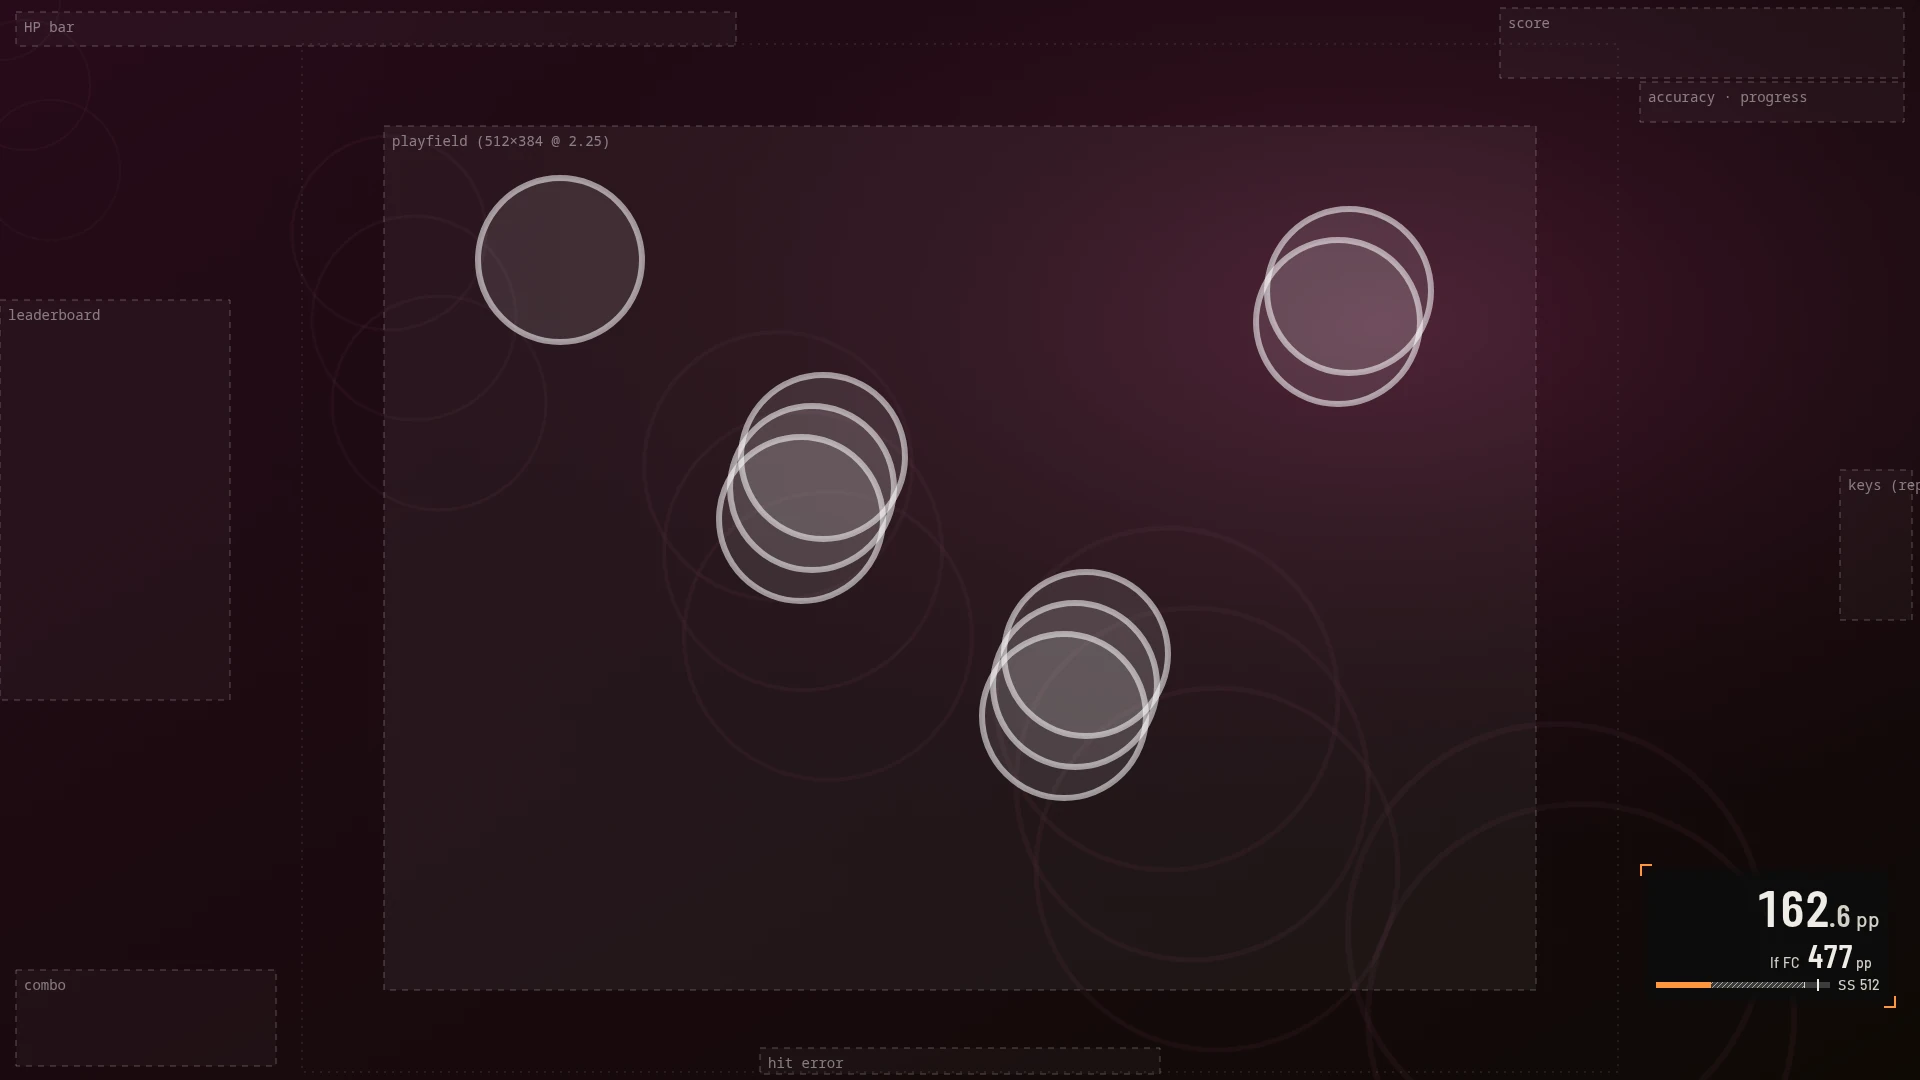 HP bar
score
accuracy · progress
playfield (512×384 @ 2.25)
leaderboard
keys (rep
162.6 pp
If FC 477 pp
SS 512
combo
hit error